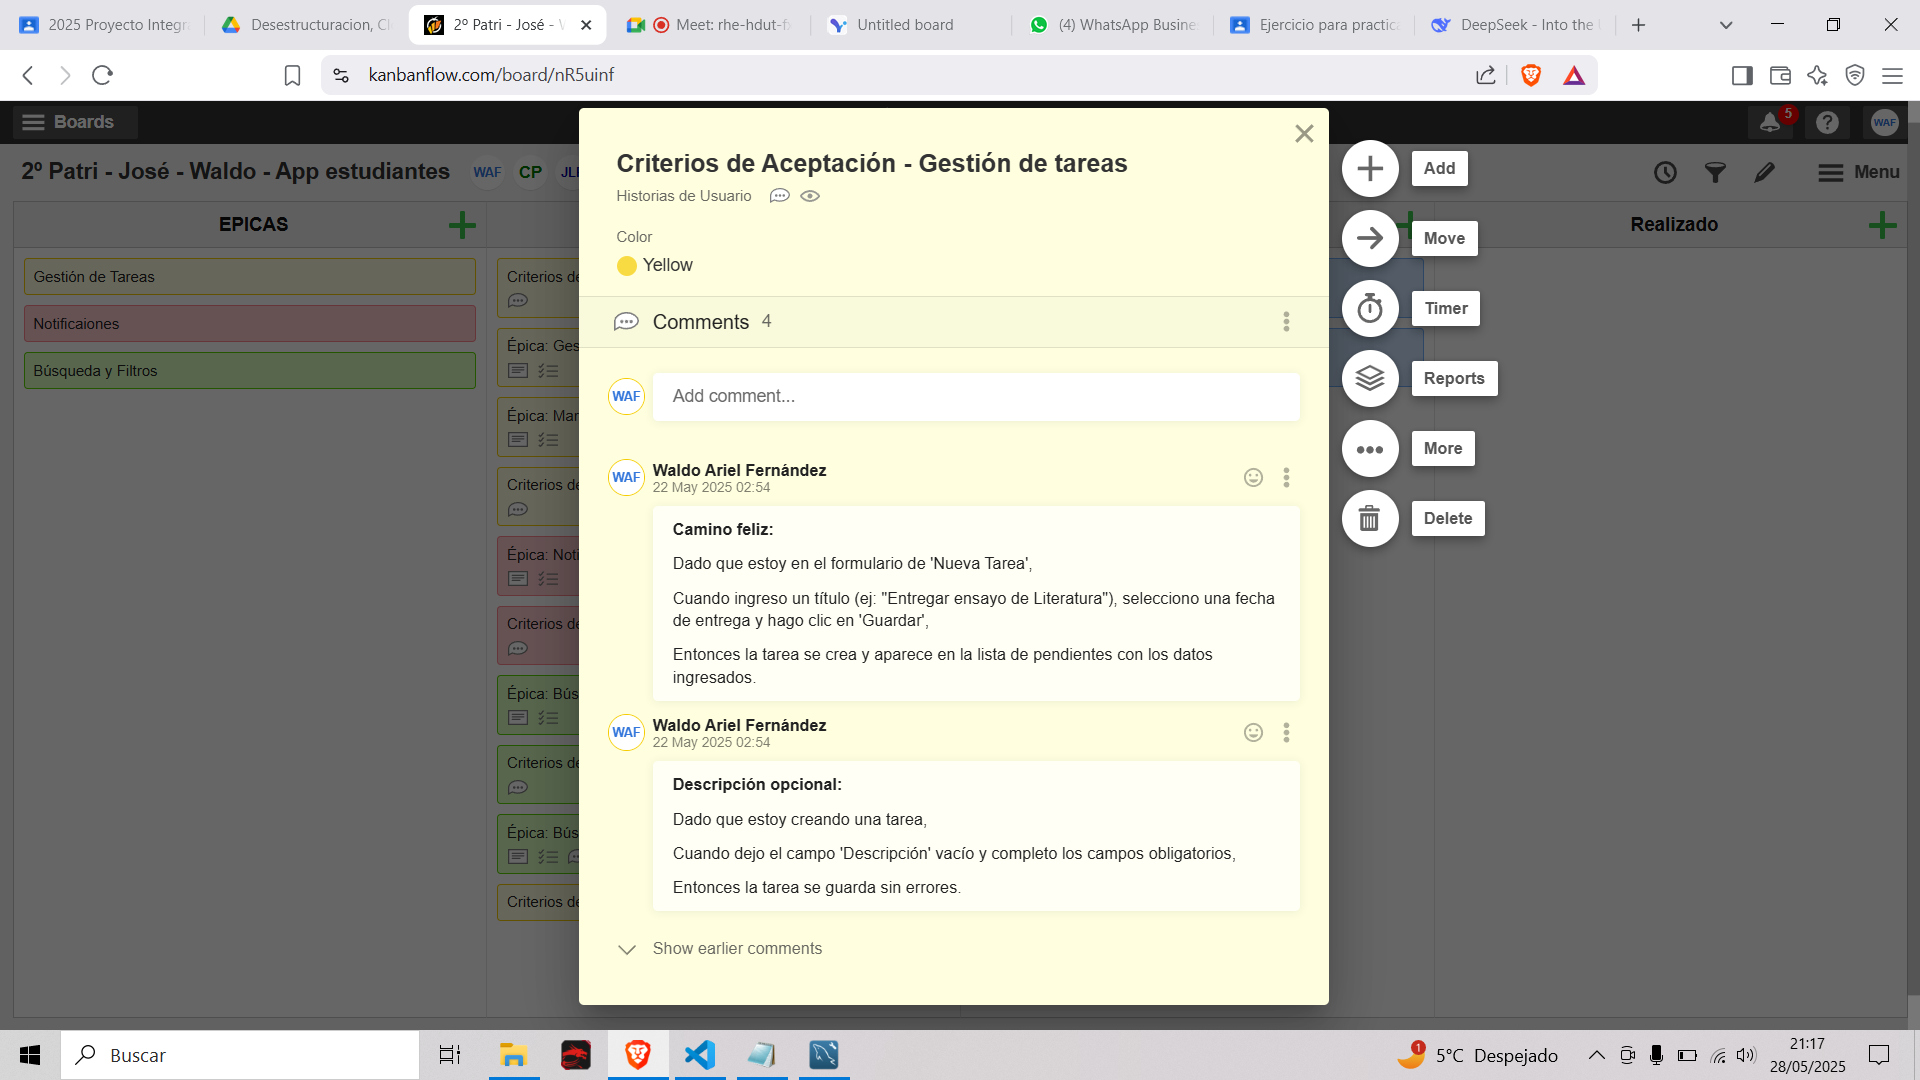 2025 Proyecto Integr
Desestructuracion, Cl
2º Patri - José - W
Meet: rhe-hdut-f
Untitled board
(4) WhatsApp Busine
Ejercicio para practica
DeepSeek - Into the
kanbanflow.com/board/nR5uinf
Boards
5
WAF
2º Patri - José - Waldo - App estudiantes
WAF
CP
JLI
Menu
EPICAS
Realizado
Gestión de Tareas
Notificaiones
Búsqueda y Filtros
Criterios de
Épica: Ges
Épica: Mar
Criterios de
Épica: Noti
Criterios de
Épica: Bús
Criterios de
Épica: Bús
Criterios de
Criterios de Aceptación - Gestión de tareas
Historias de Usuario
Color
Yellow
Comments 4
WAF
Add comment...
WAF
Waldo Ariel Fernández
22 May 2025 02:54
Camino feliz:
Dado que estoy en el formulario de 'Nueva Tarea',
Cuando ingreso un título (ej: "Entregar ensayo de Literatura"), selecciono una fecha
de entrega y hago clic en 'Guardar',
Entonces la tarea se crea y aparece en la lista de pendientes con los datos
ingresados.
WAF
Waldo Ariel Fernández
22 May 2025 02:54
Descripción opcional:
Dado que estoy creando una tarea,
Cuando dejo el campo 'Descripción' vacío y completo los campos obligatorios,
Entonces la tarea se guarda sin errores.
Show earlier comments
Add
Move
Timer
Reports
More
Delete
Buscar
1
5°C Despejado
21:17
28/05/2025